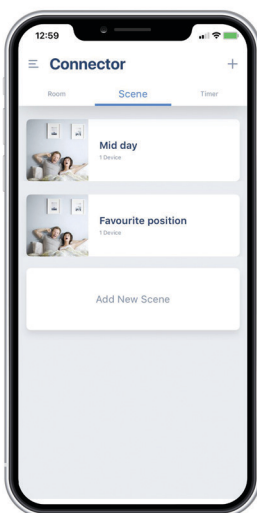 12:59
Connector
Room Scene Timer
Mid day
1 Device
Favourite position
1 Device
Add New Scene